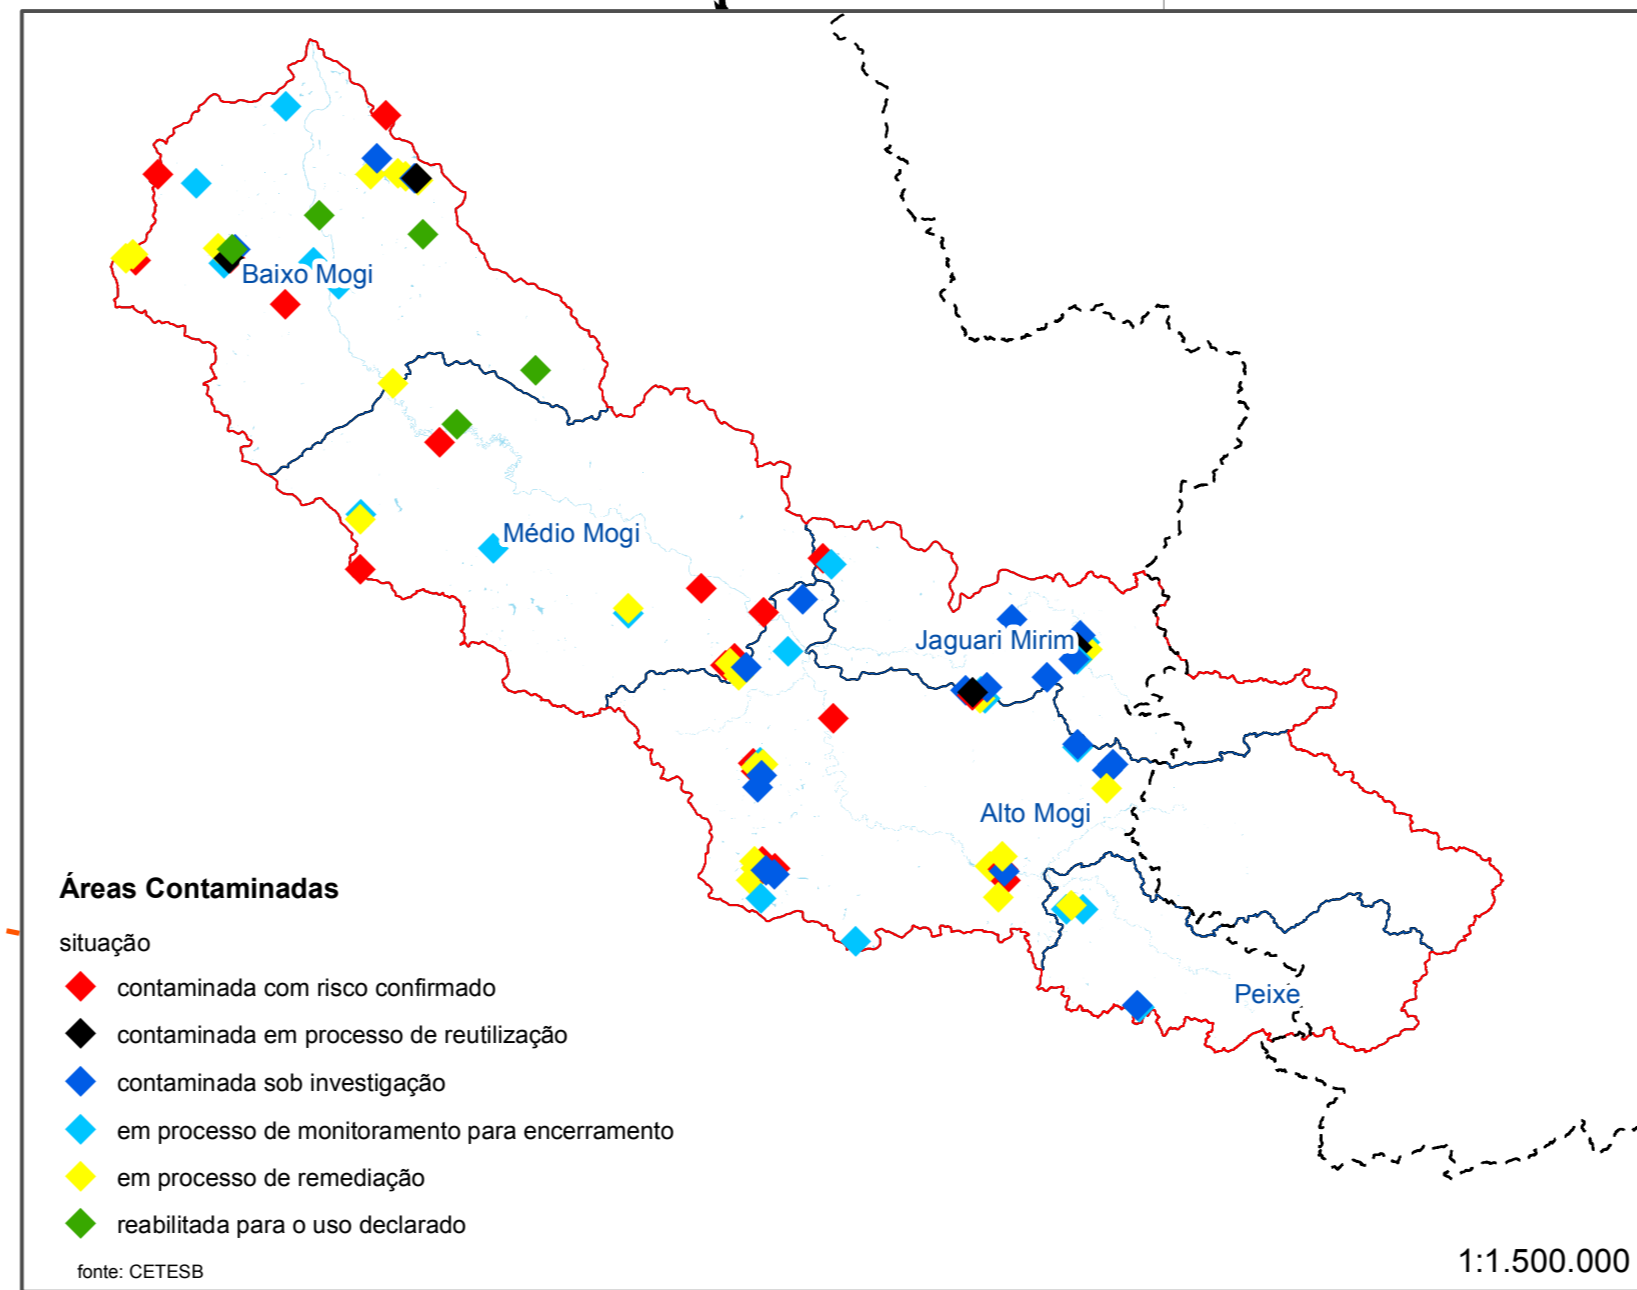 Baixo Mogi
Médio Mogi
Jaguari Mirim
Alto Mogi
Peixe
Áreas Contaminadas
situação
contaminada com risco confirmado
contaminada em processo de reutilização
contaminada sob investigação
em processo de monitoramento para encerramento
em processo de remediação
reabilitada para o uso declarado
fonte: CETESB
1:1.500.000